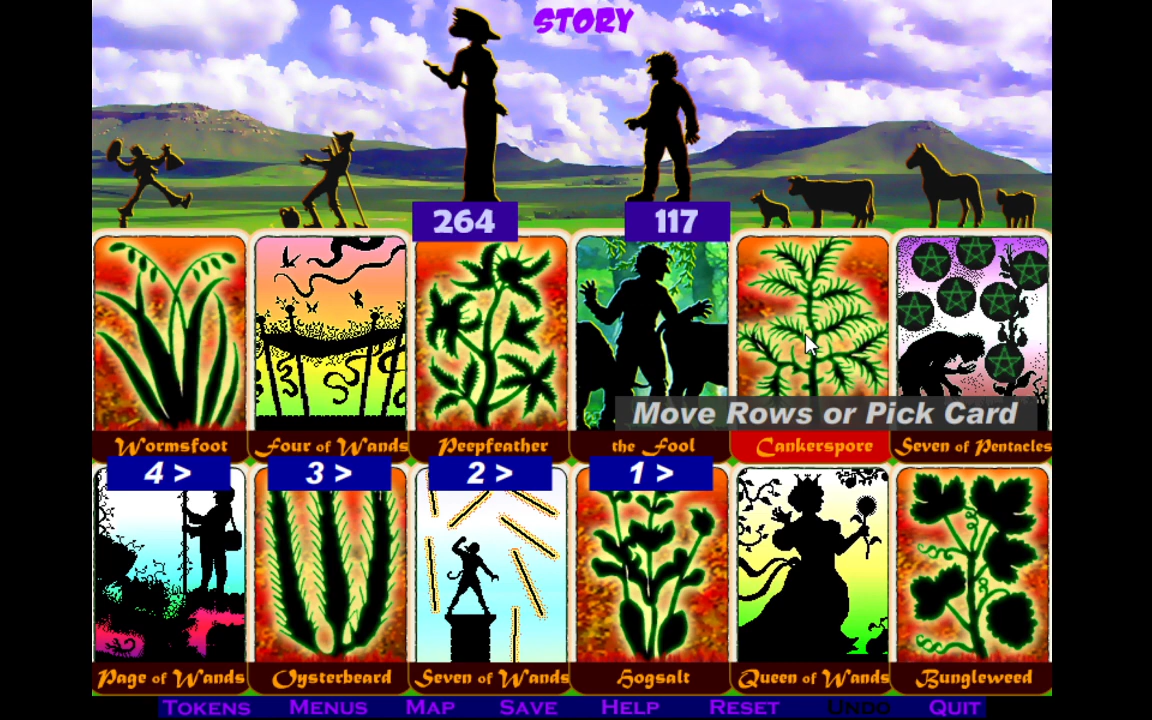 STORY
264
117
Wormsfoot
Four of Wands
Peepfeather
the Fool
Cankerspore
Seven of Pentacles
Move Rows or Pick Card
4 >
3 >
2 >
1 >
Page of Wands
Oysterbeard
Seven of Wands
Hogsalt
Queen of Wands
Bungleweed
Tokens Menus Map Save Help Reset Undo Quit